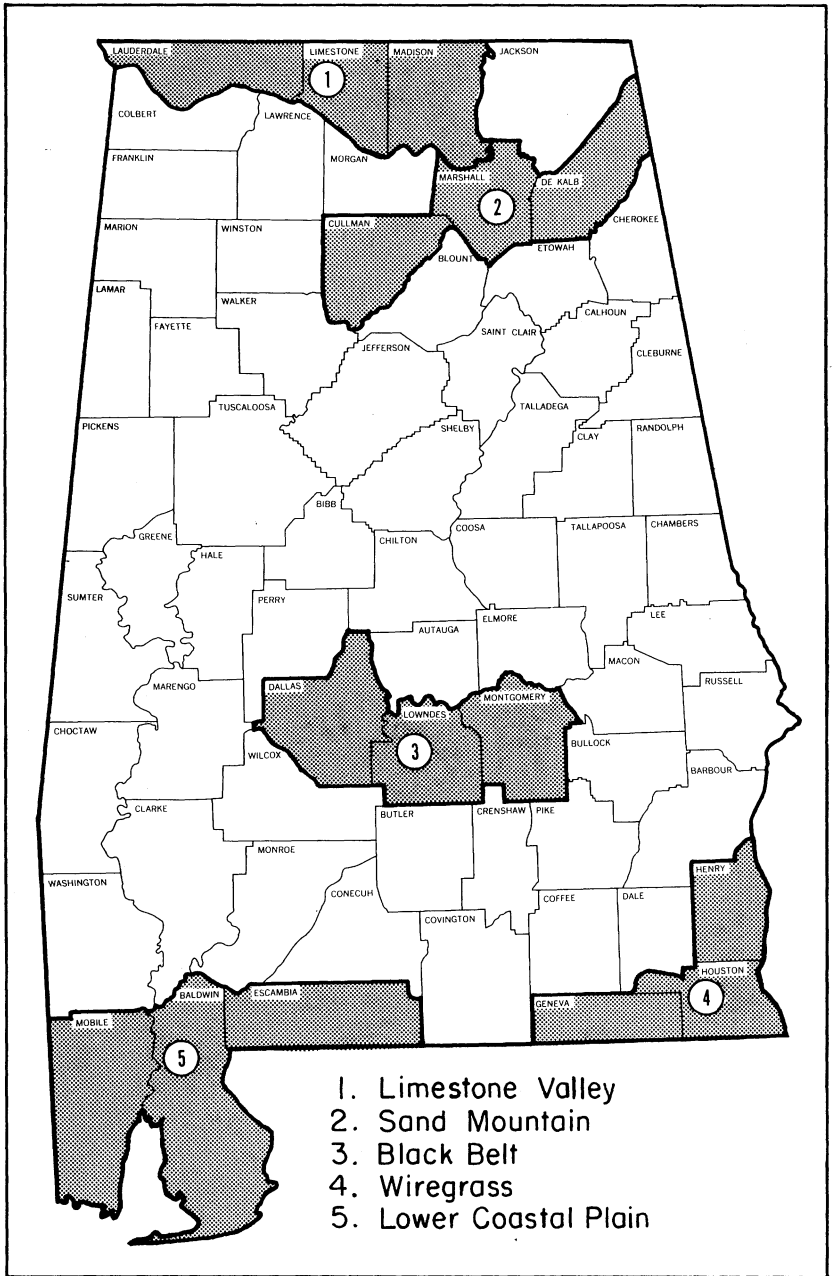 LAUDERDALE
LIMESTONE
MADISON
JACKSON
1
COLBERT
LAWRENCE
FRANKLIN
MORGAN
MARSHALL
DE KALB
2
MARION
WINSTON
CULLMAN
CHEROKEE
BLOUNT
ETOWAH
LAMAR
WALKER
FAYETTE
CALHOUN
SAINT CLAIR
JEFFERSON
CLEBURNE
TUSCALOOSA
TALLADEGA
PICKENS
SHELBY
CLAY
RANDOLPH
BIBB
GREENE
HALE
CHILTON
COOSA
TALLAPOOSA
CHAMBERS
SUMTER
PERRY
ELMORE
LEE
AUTAUGA
MACON
MARENGO
DALLAS
MONTGOMERY
RUSSELL
LOWNDES
CHOCTAW
3
BULLOCK
WILCOX
BARBOUR
CLARKE
BUTLER
CRENSHAW
PIKE
MONROE
HENRY
WASHINGTON
CONECUH
COFFEE
DALE
COVINGTON
HOUSTON
ESCAMBIA
BALDWIN
4
GENEVA
MOBILE
5
1. Limestone Valley
2. Sand Mountain
3. Black Belt
4. Wiregrass
5. Lower Coastal Plain